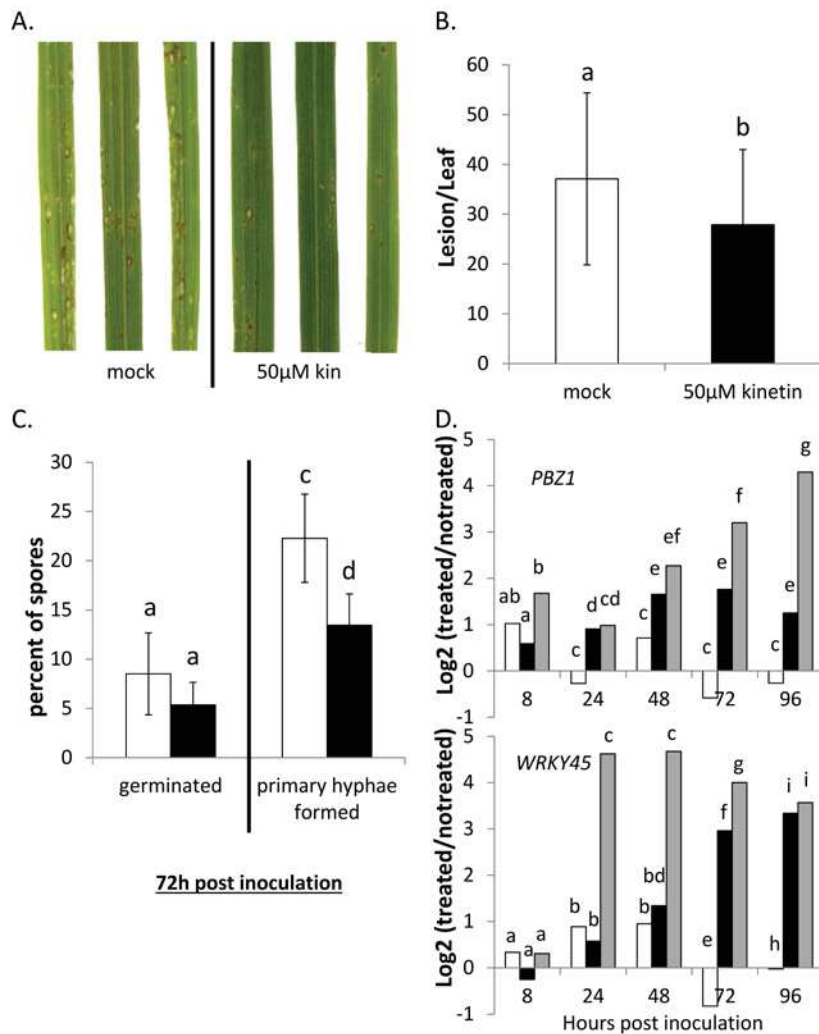 A.
mock
50µM kin
B.
Lesion/Leaf
60
50
40
30
20
10
0
a
b
mock
50µM kinetin
C.
percent of spores
30
25
20
15
10
5
0
a
a
c
d
germinated
primary hyphae
formed
72h post inoculation
D.
Log2 (treated/notreated)
5
4
3
2
1
0
-1
PBZ1
ab
a
b
c
d
cd
c
e
ef
c
e
f
c
e
g
8
24
48
72
96
Log2 (treated/notreated)
5
4
3
2
1
0
-1
WRKY45
a
a
a
b
b
c
b
bd
c
e
f
g
h
i
i
8
24
48
72
96
Hours post inoculation